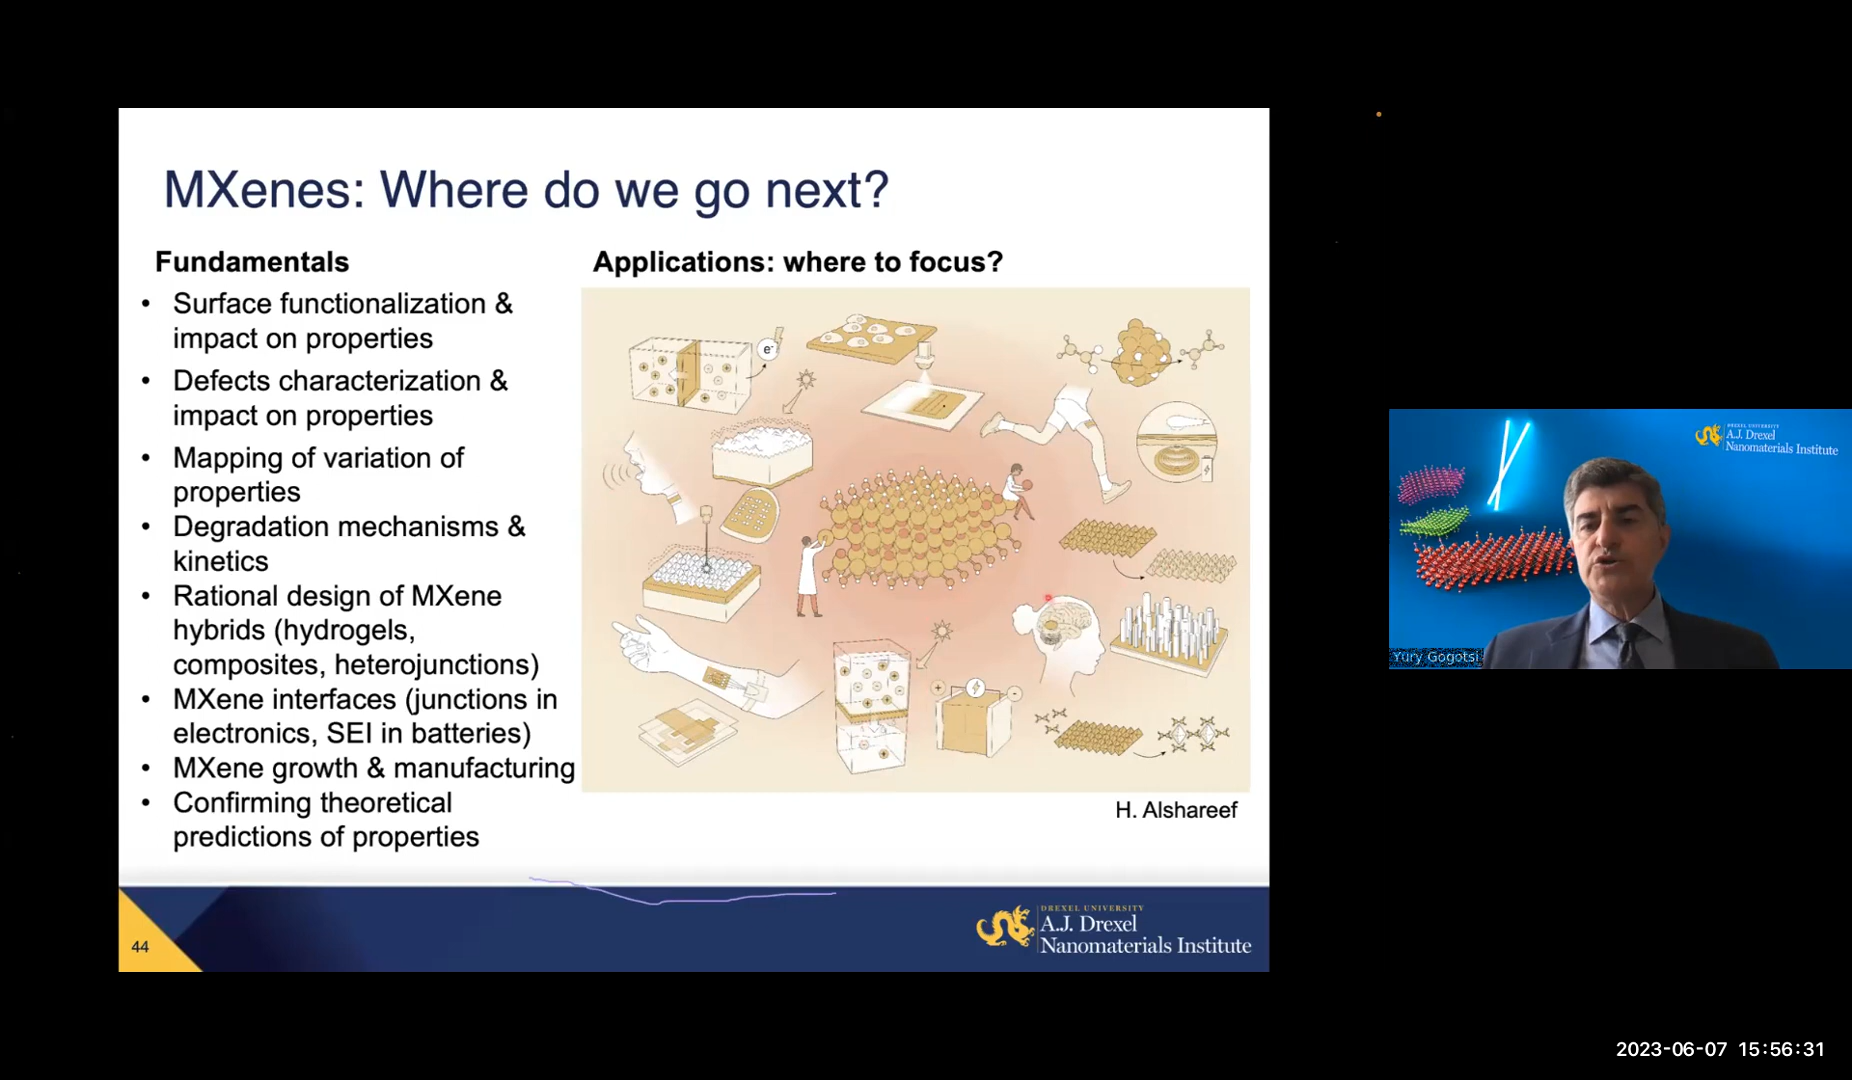 MXenes: Where do we go next?
Fundamentals
• Surface functionalization &
impact on properties
• Defects characterization &
impact on properties
• Mapping of variation of
properties
• Degradation mechanisms &
kinetics
• Rational design of MXene
hybrids (hydrogels,
composites, heterojunctions)
• MXene interfaces (junctions in
electronics, SEI in batteries)
• MXene growth & manufacturing
• Confirming theoretical
predictions of properties
Applications: where to focus?
e-
H. Alshareef
44
DREXEL UNIVERSITY
A.J. Drexel
Nanomaterials Institute
DREXEL UNIVERSITY
A.J. Drexel
Nanomaterials Institute
Yury Gogotsi
2023-06-07 15:56:31